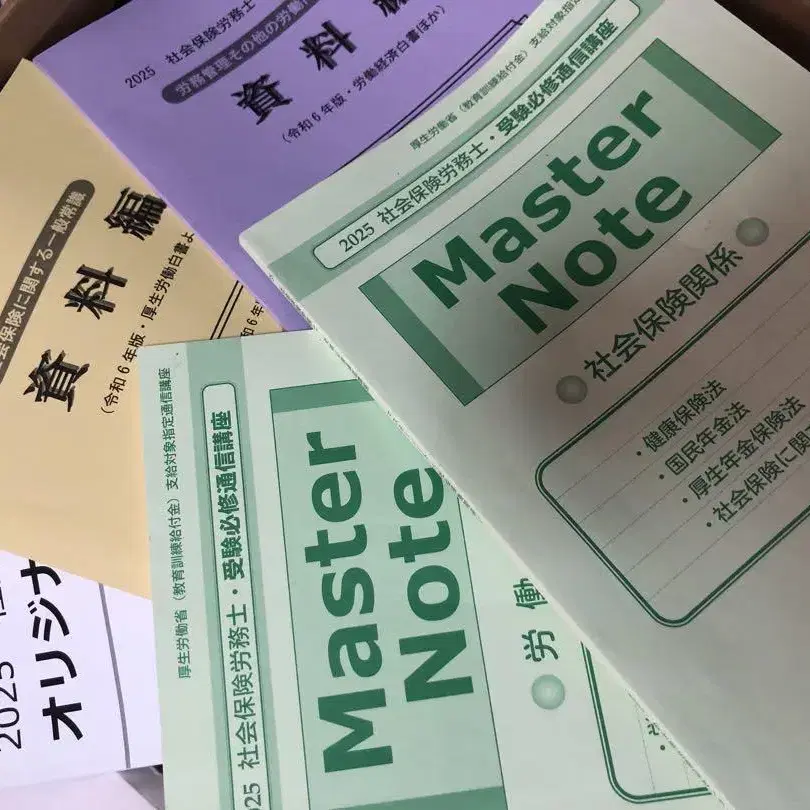 2025 社会保険労務士
労務管理その他の労働
資料編
(令和6年版・労働経済白書ほか)
会保険に関する一般常識
資料編
(令和6年版・厚生労働白書よ
和6年
厚生労働省(教育訓練給付金)支給対象指定
2025 社会保険労務士・受験必修通信講座
Master
Note
社会保険関係
・健康保険法
・国民年金法
・厚生年金保険法
・社会保険に関
厚生労働省(教育訓練給付金)支給対象指定通信講座
025 社会保険労務士・受験必修通信講座
Master
Note
労働
2025
オリジナ